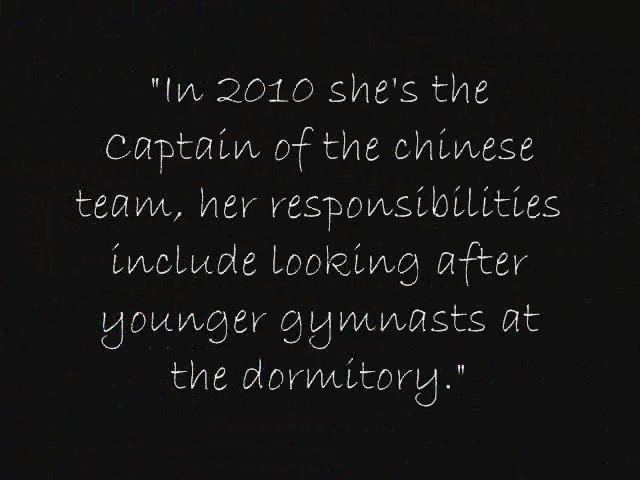 "In 2010 she's the
Captain of the chinese
team, her responsibilities
include looking after
younger gymnasts at
the dormitory."